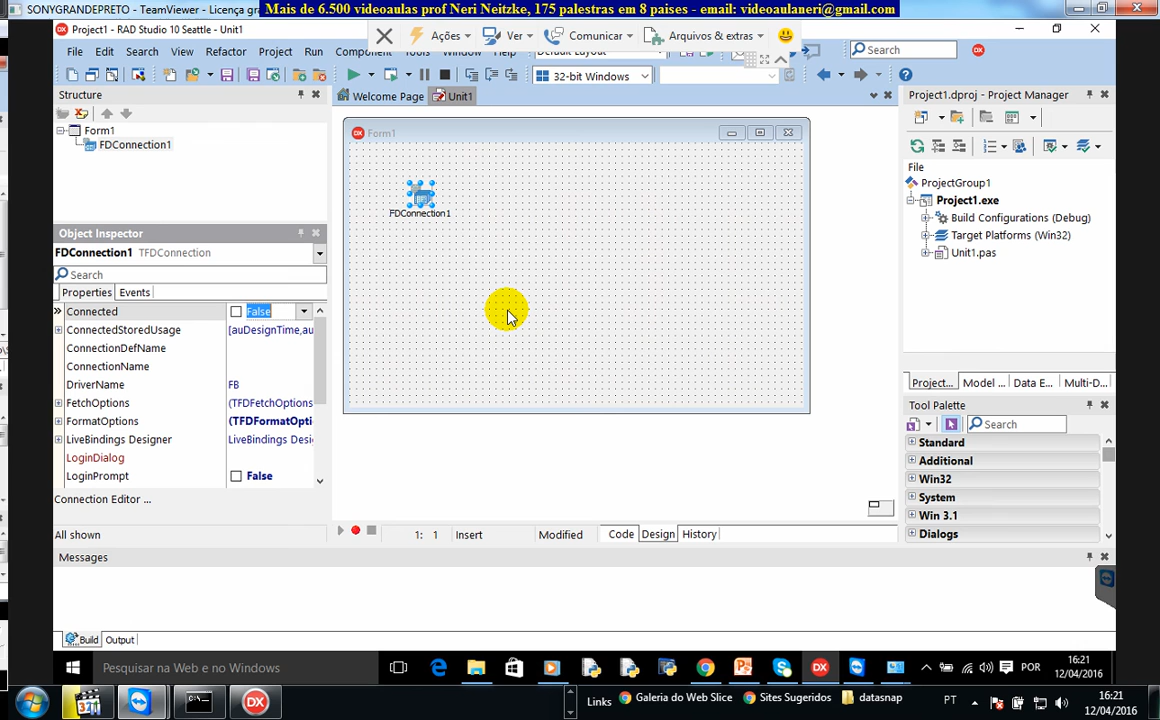 SONYGRANDEPRETO - TeamViewer - Licença gra
Mais de 6.500 videoaulas prof Neri Neitzke, 175 palestras em 8 paises - email: videoaulaneri@gmail.com
Project1 - RAD Studio 10 Seattle - Unit1
Ações
Ver
Comunicar
Arquivos & extras
File Edit Search View Refactor Project Run Component Tools Window Help
Default Layout
Search
32-bit Windows
Structure
Form1
FDConnection1
Welcome Page
Unit1
Form1
FDConnection1
Object Inspector
FDConnection1 TFDConnection
Search
Properties Events
Connected False
ConnectedStoredUsage [auDesignTime,au
ConnectionDefName
ConnectionName
DriverName FB
FetchOptions (TFDFetchOptions
FormatOptions (TFDFormatOpti
LiveBindings Designer LiveBindings Desi
LoginDialog
LoginPrompt False
Connection Editor ...
All shown
1: 1 Insert Modified Code Design History
Project1.dproj - Project Manager
File
ProjectGroup1
Project1.exe
Build Configurations (Debug)
Target Platforms (Win32)
Unit1.pas
Project... Model ... Data E... Multi-D...
Tool Palette
Search
Standard
Additional
Win32
System
Win 3.1
Dialogs
Messages
Build Output
Pesquisar na Web e no Windows
POR
16:21
12/04/2016
Links
Galeria do Web Slice
Sites Sugeridos
datasnap
PT
16:21
12/04/2016